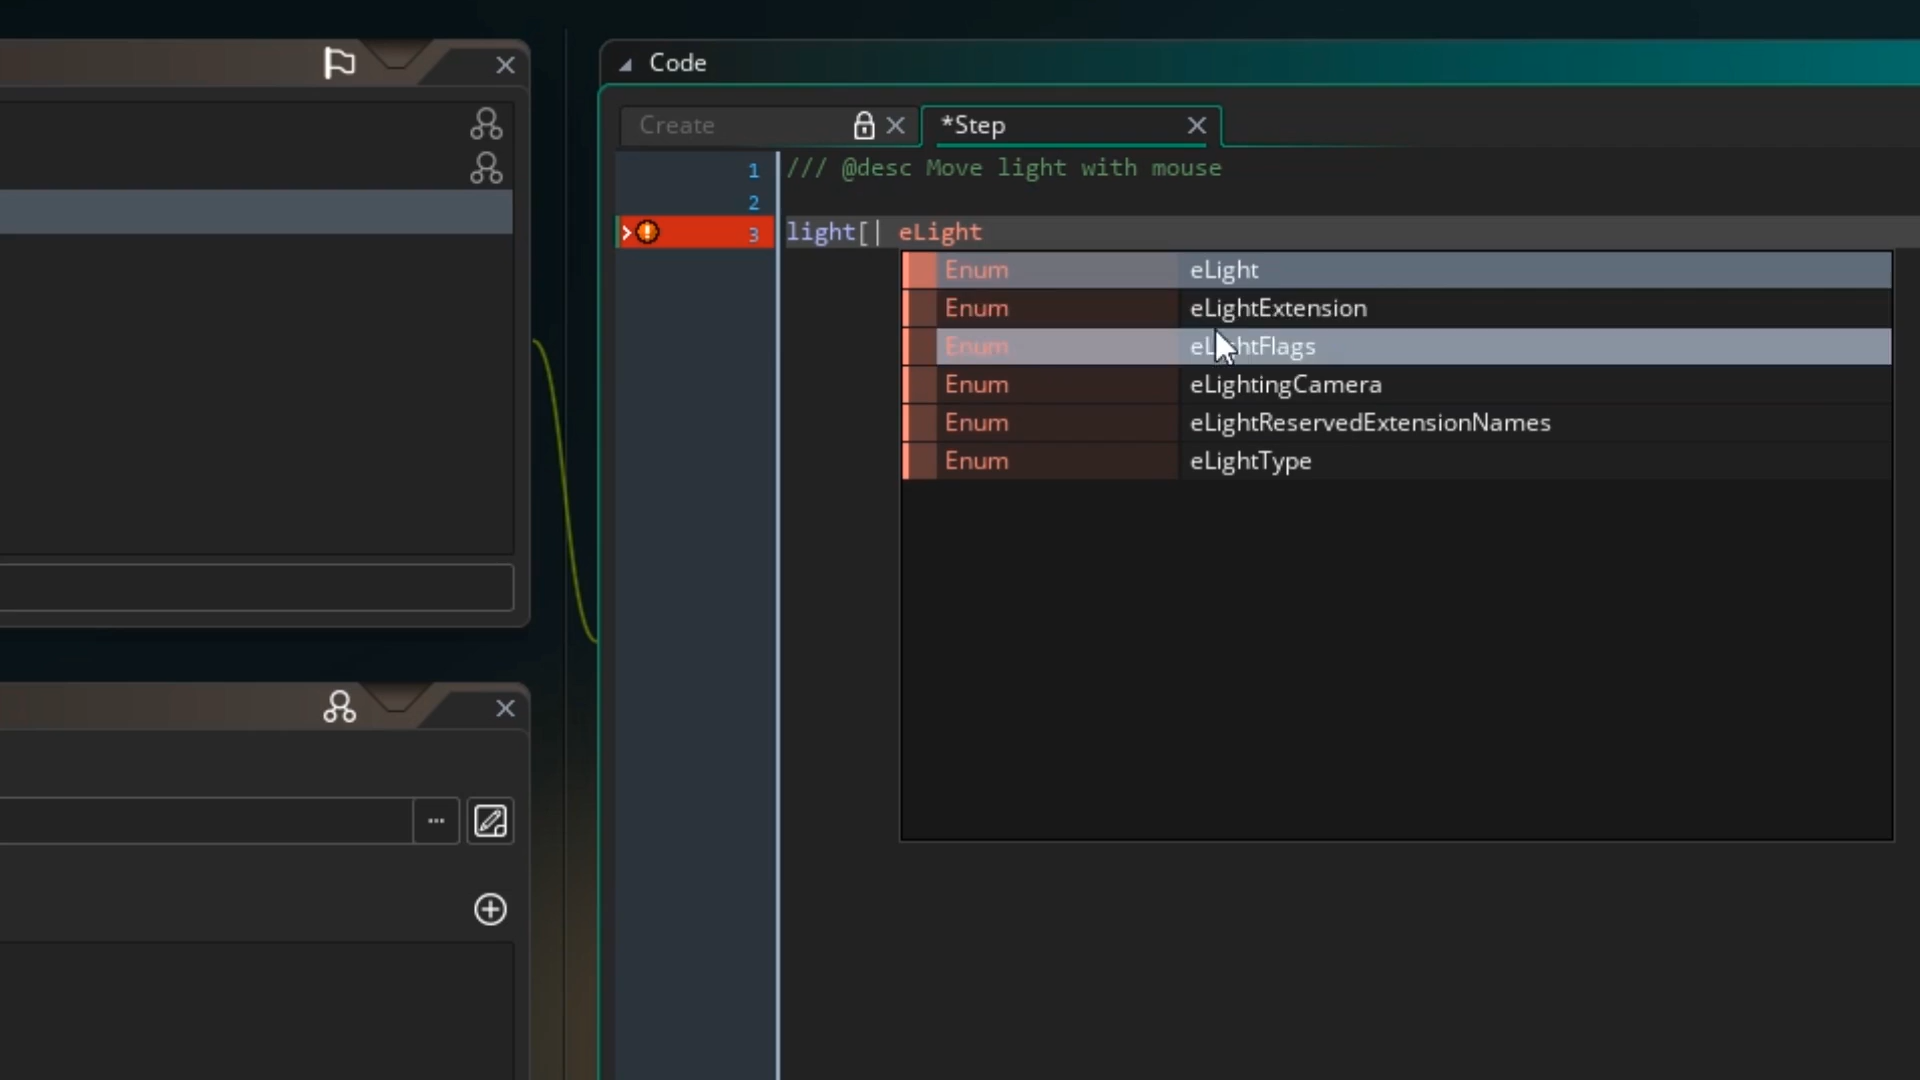 Code
Create
*Step
1 /// @desc Move light with mouse
2
3 light[| eLight
Enum eLight
Enum eLightExtension
Enum eLightFlags
Enum eLightingCamera
Enum eLightReservedExtensionNames
Enum eLightType